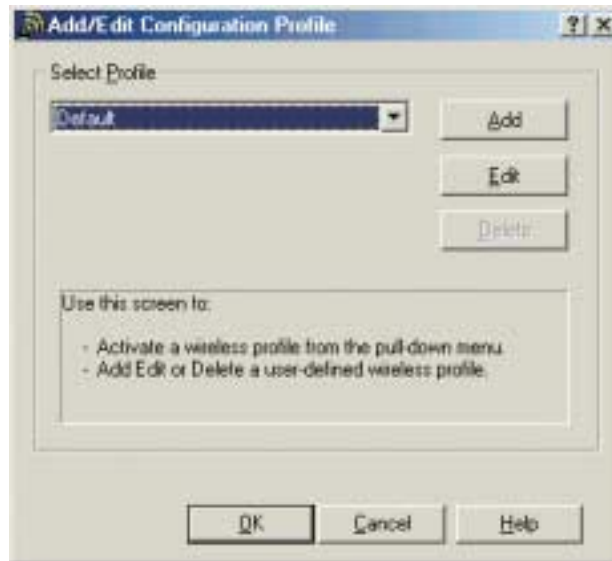 Add/Edit Configuration Profile
Select Profile
Default
Add
Edit
Delete
Use this screen to:
- Activate a wireless profile from the pull-down menu.
- Add Edit or Delete a user-defined wireless profile.
OK
Cancel
Help